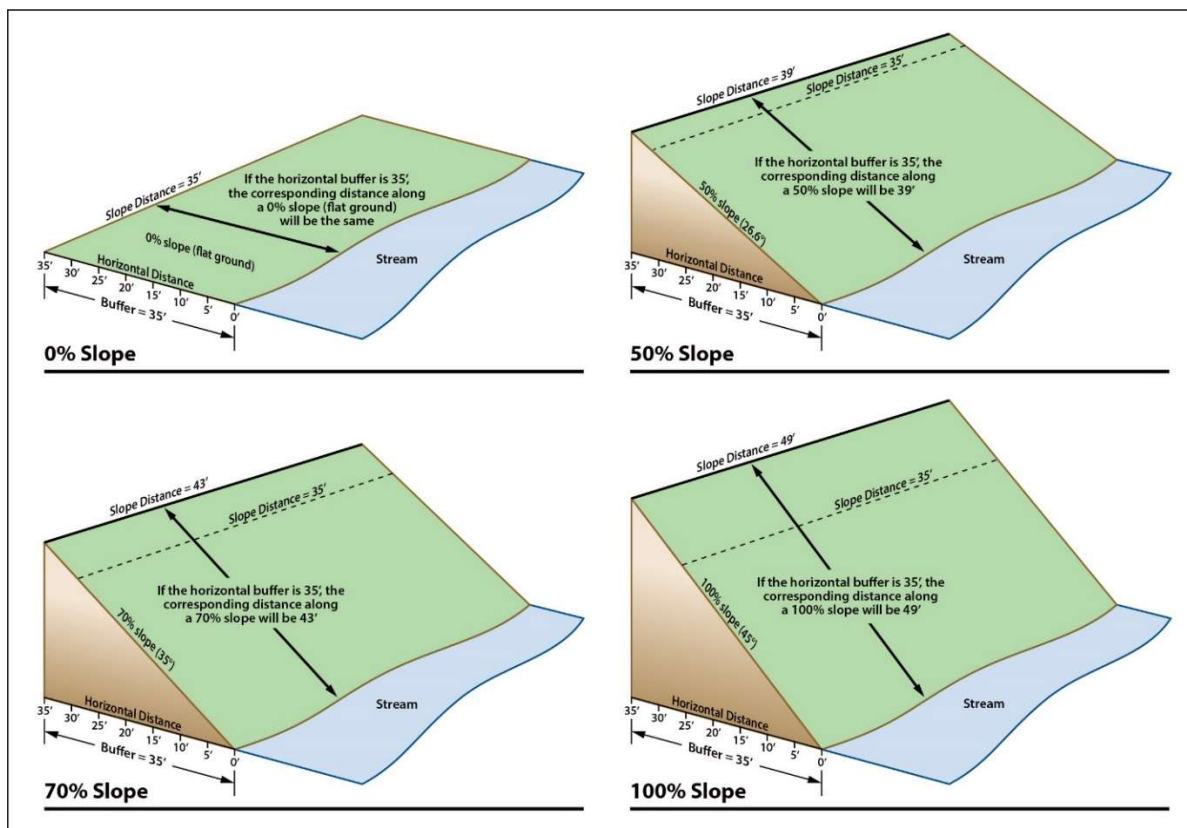 Slope Distance = 35′
If the horizontal buffer is 35′,
the corresponding distance along
a 0% slope (flat ground)
will be the same
0% slope (flat ground)
Horizontal Distance
35′ 30′ 25′ 20′ 15′ 10′ 5′ 0′
Buffer = 35′
Stream
0% Slope
Slope Distance = 39′
Slope Distance = 35′
If the horizontal buffer is 35′, the
corresponding distance along
a 50% slope will be 39′
50% slope (26.6°)
Horizontal Distance
35′ 30′ 25′ 20′ 15′ 10′ 5′ 0′
Buffer = 35′
Stream
50% Slope
Slope Distance = 43′
Slope Distance = 35′
If the horizontal buffer is 35′, the
corresponding distance along
a 70% slope will be 43′
70% slope (35°)
Horizontal Distance
35′ 30′ 25′ 20′ 15′ 10′ 5′ 0′
Buffer = 35′
Stream
70% Slope
Slope Distance = 49′
Slope Distance = 35′
If the horizontal buffer is 35′, the
corresponding distance along
a 100% slope will be 49′
100% slope (45°)
Horizontal Distance
35′ 30′ 25′ 20′ 15′ 10′ 5′ 0′
Buffer = 35′
Stream
100% Slope